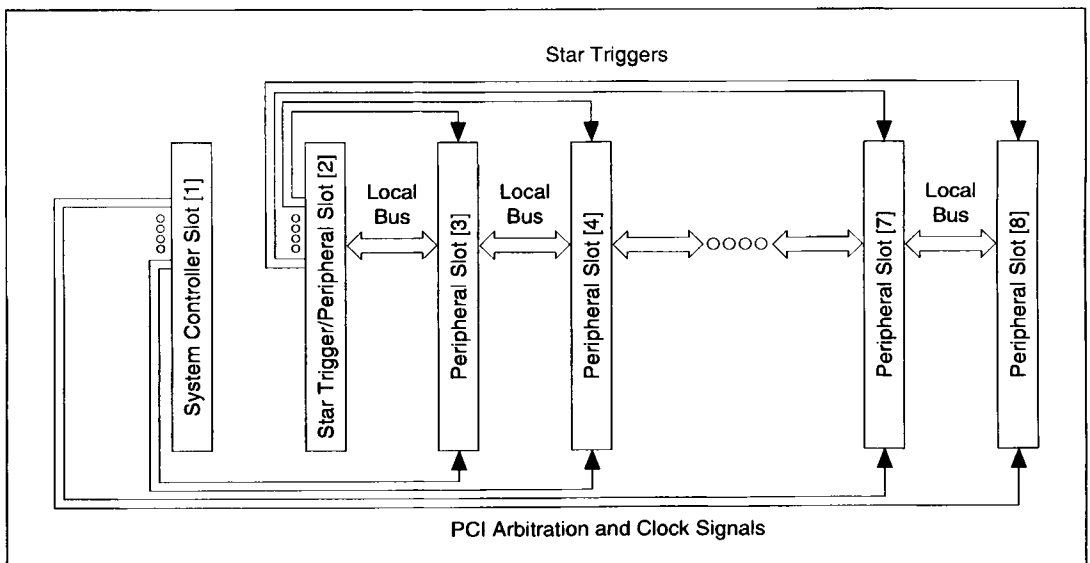 Star Triggers
System Controller Slot [1]
Star Trigger/Peripheral Slot [2]
Local
Bus
Peripheral Slot [3]
Local
Bus
Peripheral Slot [4]
Peripheral Slot [7]
Local
Bus
Peripheral Slot [8]
PCI Arbitration and Clock Signals